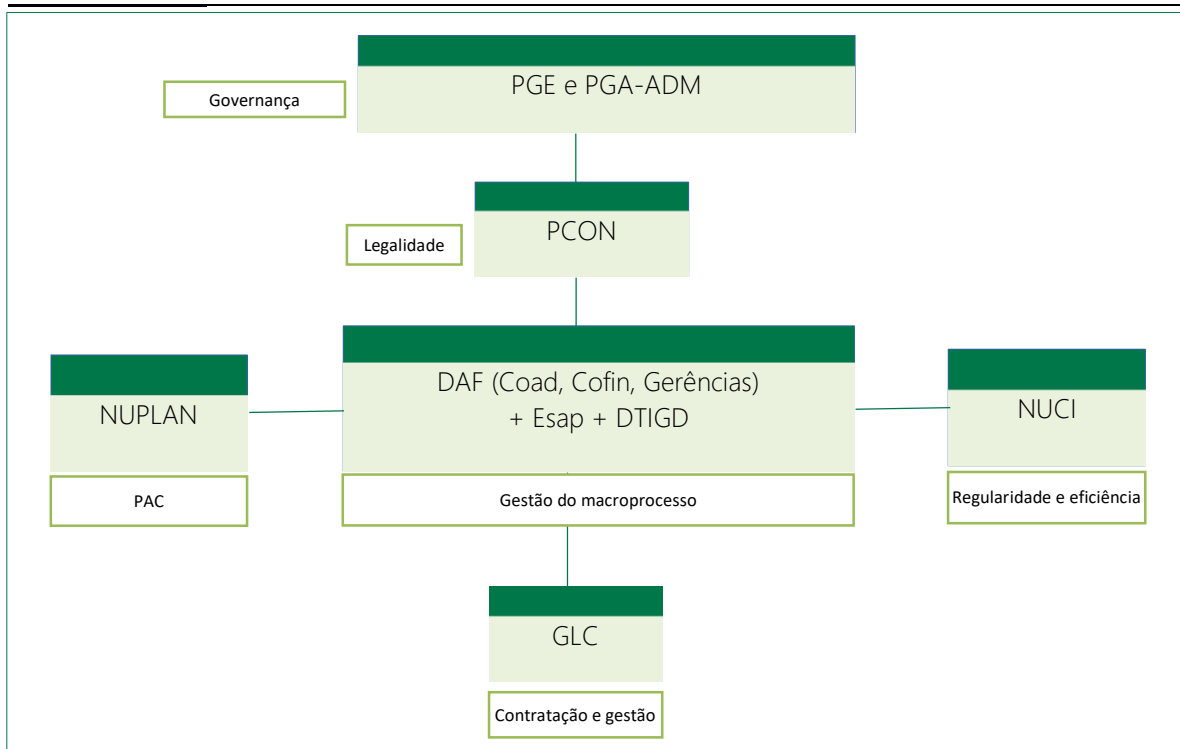 PGE e PGA-ADM
Governança
PCON
Legalidade
DAF (Coad, Cofin, Gerências)
+ Esap + DTIGD
NUPLAN
NUCI
PAC
Gestão do macroprocesso
Regularidade e eficiência
GLC
Contratação e gestão